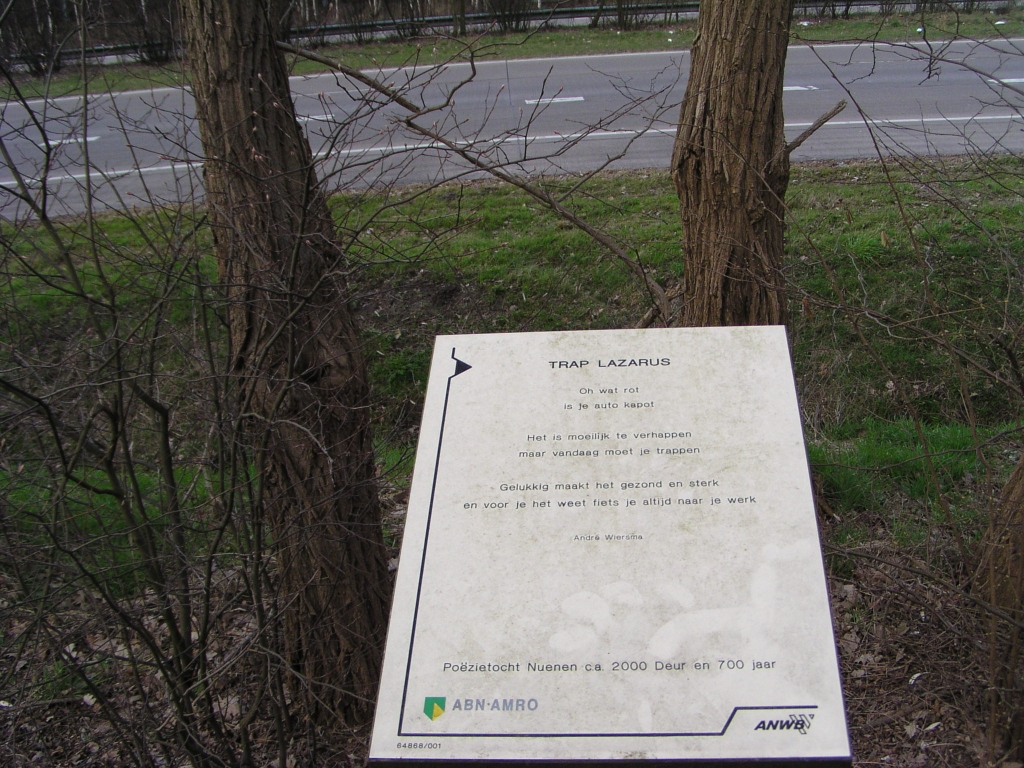 TRAP LAZARUS
Oh wat rot
is je auto kapot
Het is moeilijk te verhappen
maar vandaag moet je trappen
Gelukkig maakt het gezond en sterk
en voor je het weet fiets je altijd naar je werk
André Wiersma
Poëzietocht Nuenen ca. 2000 Deur en 700 jaar
ABN·AMRO
ANWB
64868/001